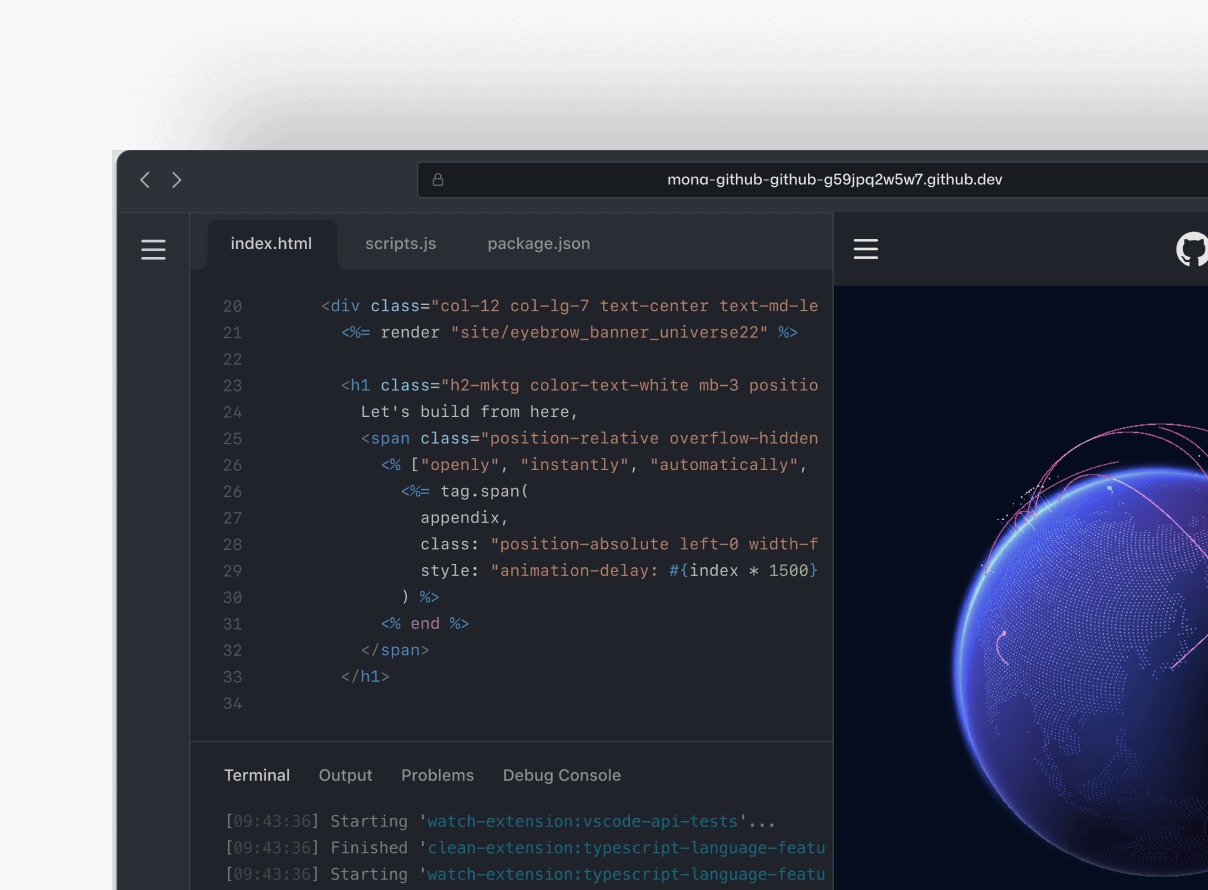 mona-github-github-g59jpq2w5w7.github.dev
index.html scripts.js package.json
20 <div class="col-12 col-lg-7 text-center text-md-le
21 <%= render "site/eyebrow_banner_universe22" %>
22
23 <h1 class="h2-mktg color-text-white mb-3 positio
24 Let's build from here,
25 <span class="position-relative overflow-hidden
26 <% ["openly", "instantly", "automatically",
26 <%= tag.span(
27 appendix,
28 class: "position-absolute left-0 width-f
29 style: "animation-delay: #{index * 1500}
30 ) %>
31 <% end %>
32 </span>
33 </h1>
34
Terminal Output Problems Debug Console
[09:43:36] Starting 'watch-extension:vscode-api-tests'...
[09:43:36] Finished 'clean-extension:typescript-language-featu
[09:43:36] Starting 'watch-extension:typescript-language-featu